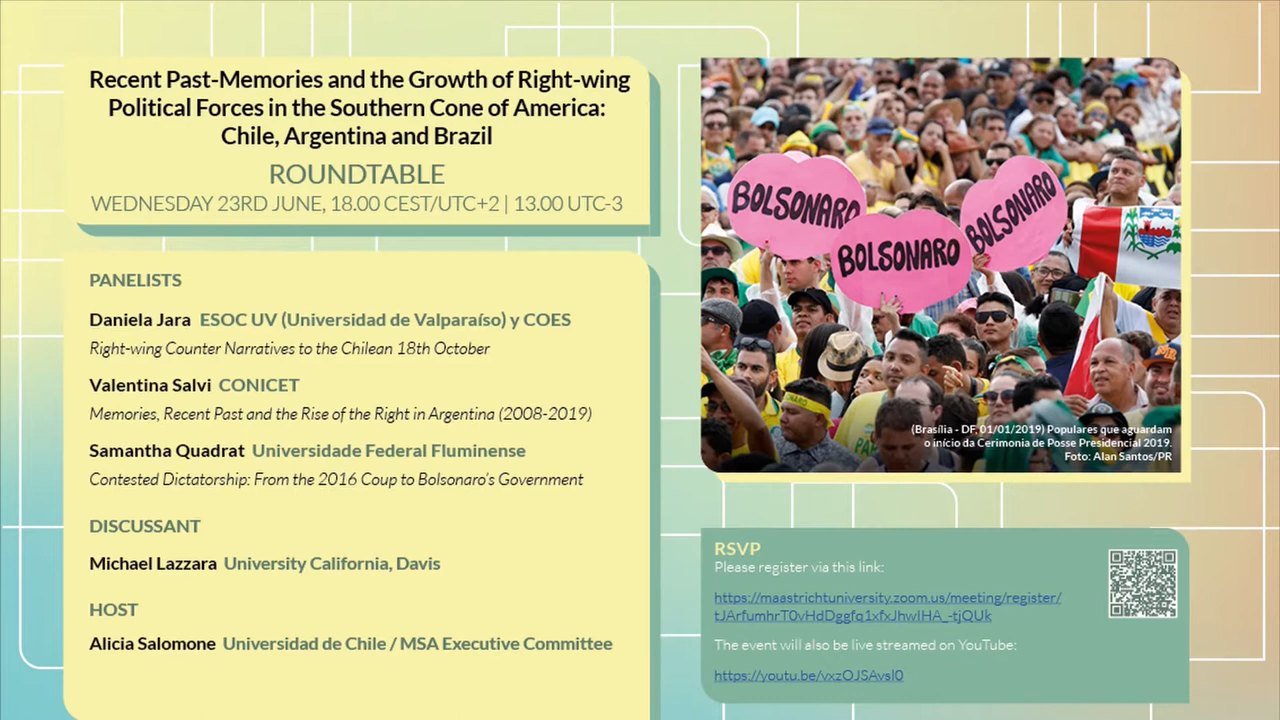 Recent Past-Memories and the Growth of Right-wing
Political Forces in the Southern Cone of America:
Chile, Argentina and Brazil
ROUNDTABLE
WEDNESDAY 23RD JUNE, 18.00 CEST/UTC+2 | 13.00 UTC-3
PANELISTS
Daniela Jara ESOC UV (Universidad de Valparaíso) y COES
Right-wing Counter Narratives to the Chilean 18th October
Valentina Salvi CONICET
Memories, Recent Past and the Rise of the Right in Argentina (2008-2019)
Samantha Quadrat Universidade Federal Fluminense
Contested Dictatorship: From the 2016 Coup to Bolsonaro's Government
DISCUSSANT
Michael Lazzara University California, Davis
HOST
Alicia Salomone Universidad de Chile / MSA Executive Committee
BOLSONARO
BOLSONARO
BOLSONARO
(Brasília - DF, 01/01/2019) Populares que aguardam
o início da Cerimonia de Posse Presidencial 2019.
Foto: Alan Santos/PR
RSVP
Please register via this link:
https://maastrichtuniversity.zoom.us/meeting/register/
tJArfumhrT0vHdDggfq1xfxJhwIHA_-tjQUk
The event will also be live streamed on YouTube:
https://youtu.be/vxzOJSAvsl0